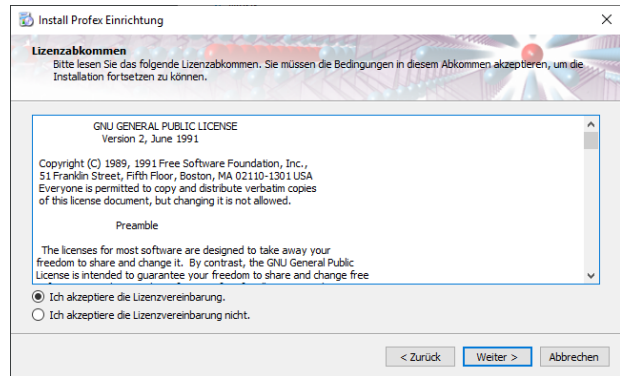 Install Profex Einrichtung
Lizenzabkommen
Bitte lesen Sie das folgende Lizenzabkommen. Sie müssen die Bedingungen in diesem Abkommen akzeptieren, um die
Installation fortsetzen zu können.
GNU GENERAL PUBLIC LICENSE
Version 2, June 1991
Copyright (C) 1989, 1991 Free Software Foundation, Inc.,
51 Franklin Street, Fifth Floor, Boston, MA 02110-1301 USA
Everyone is permitted to copy and distribute verbatim copies
of this license document, but changing it is not allowed.
Preamble
The licenses for most software are designed to take away your
freedom to share and change it. By contrast, the GNU General Public
License is intended to guarantee your freedom to share and change free
Ich akzeptiere die Lizenzvereinbarung.
Ich akzeptiere die Lizenzvereinbarung nicht.
< Zurück Weiter > Abbrechen